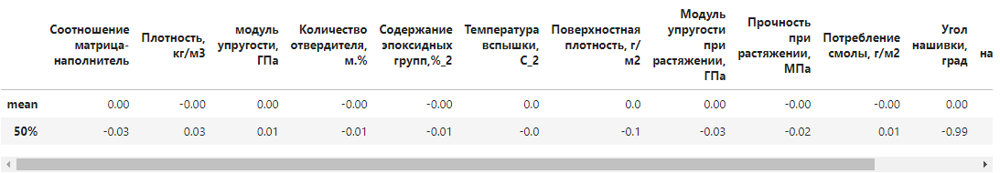 Соотношение матрица-наполнитель Плотность, кг/м3 модуль упругости, ГПа Количество отвердителя, м.% Содержание эпоксидных групп,%_2 Температура вспышки, С_2 Поверхностная плотность, г/м2 Модуль упругости при растяжении, ГПа Прочность при растяжении, МПа Потребление смолы, г/м2 Угол нашивки, град на
mean 0.00 -0.00 0.00 -0.00 -0.00 0.0 0.0 0.00 -0.00 -0.00 0.00
50% -0.03 0.03 0.01 -0.01 -0.01 -0.0 -0.1 -0.03 -0.02 0.01 -0.99